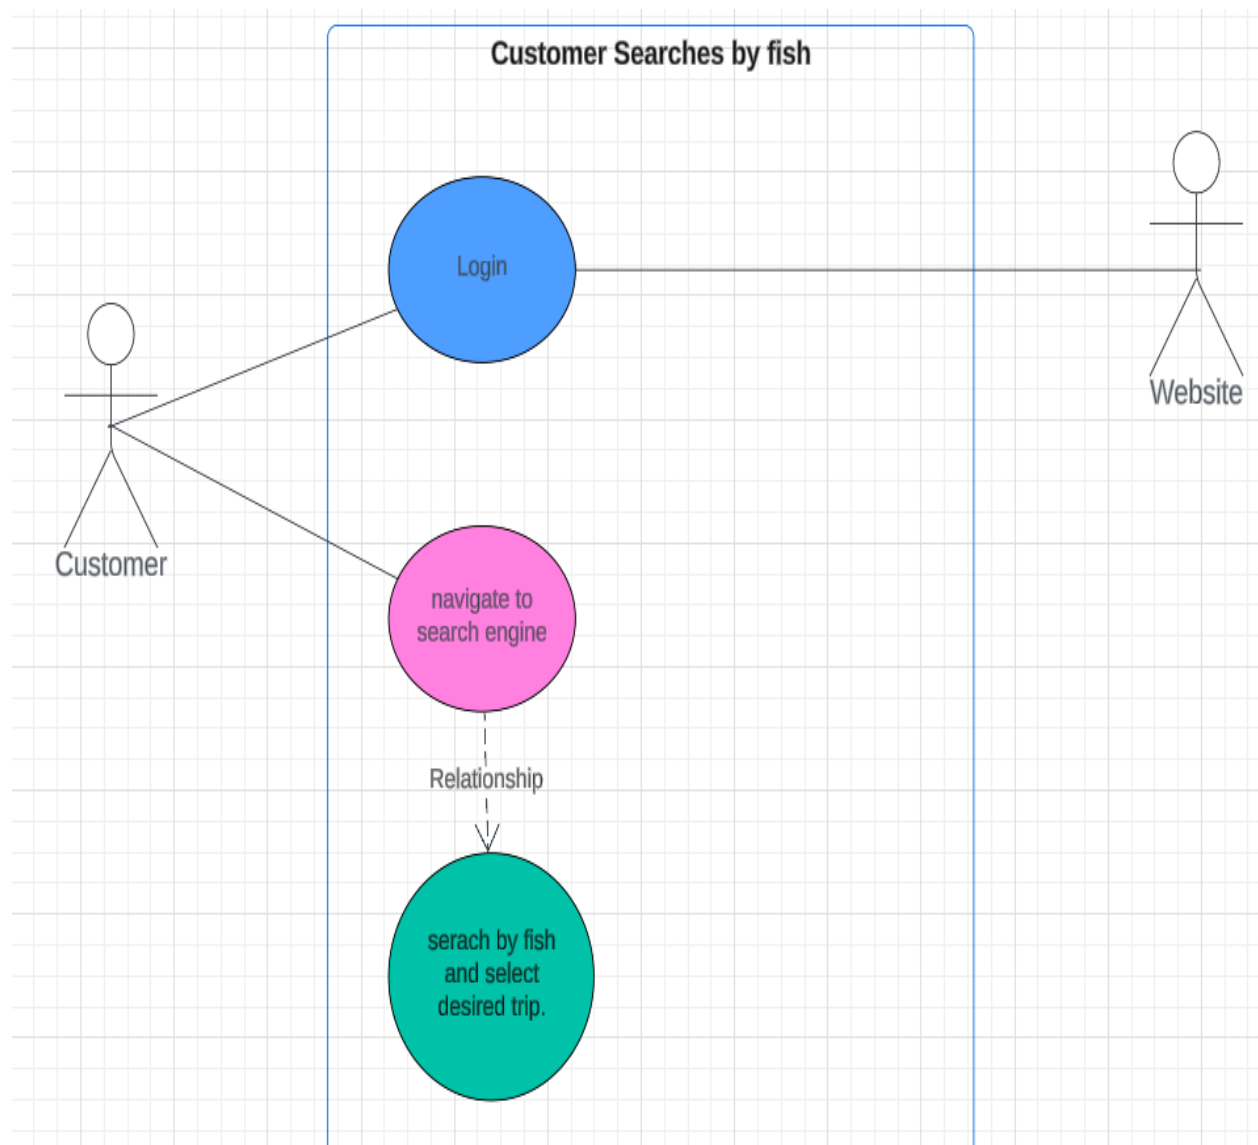 Customer Searches by fish
Login
Website
Customer
navigate to
search engine
Relationship
serach by fish
and select
desired trip.